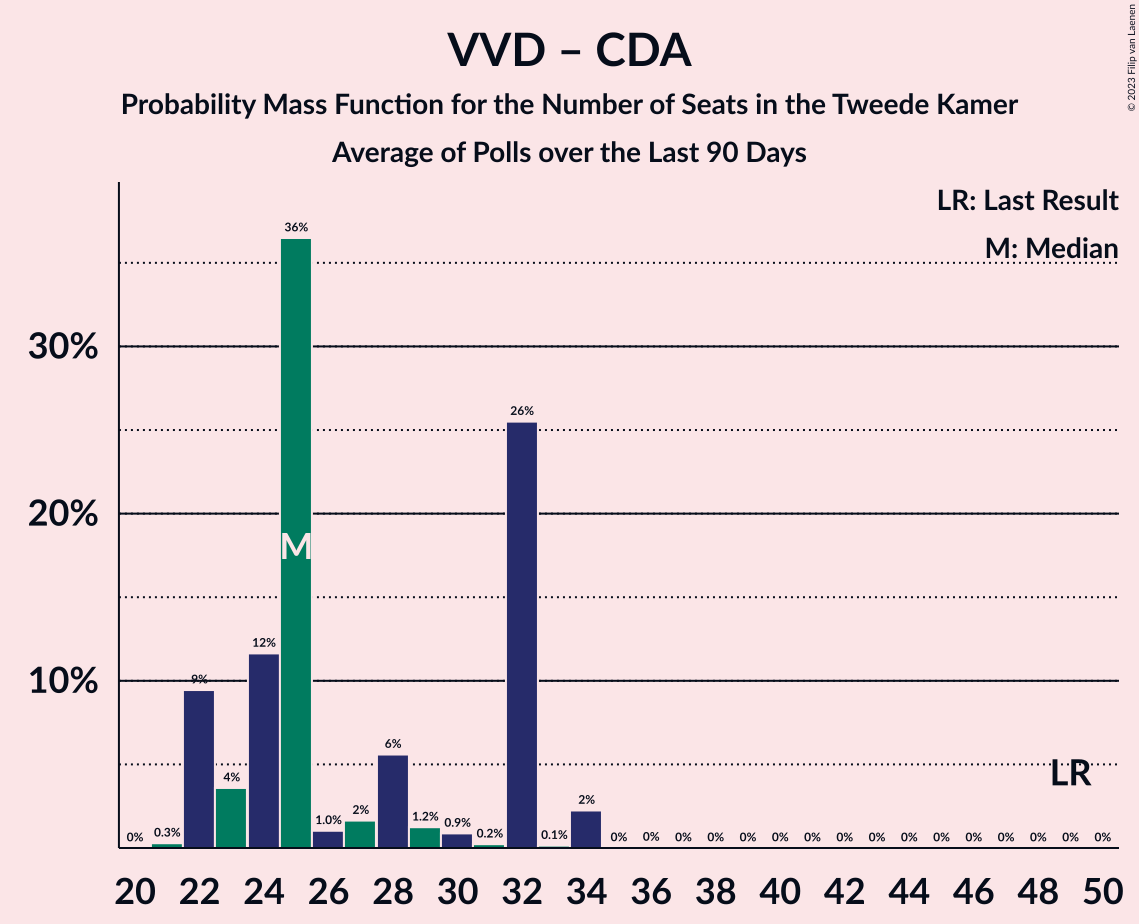 VVD – CDA
Probability Mass Function for the Number of Seats in the Tweede Kamer
Average of Polls over the Last 90 Days
© 2023 Filip van Laenen
LR: Last Result
M: Median
36%
30%
26%
20%
M
12%
10%
9%
6%
4%
LR
0% 0.3% 1.0% 2% 1.2% 0.9% 0.2% 0.1% 2% 0% 0% 0% 0% 0% 0% 0% 0% 0% 0% 0% 0% 0% 0% 0% 0%
20 22 24 26 28 30 32 34 36 38 40 42 44 46 48 50